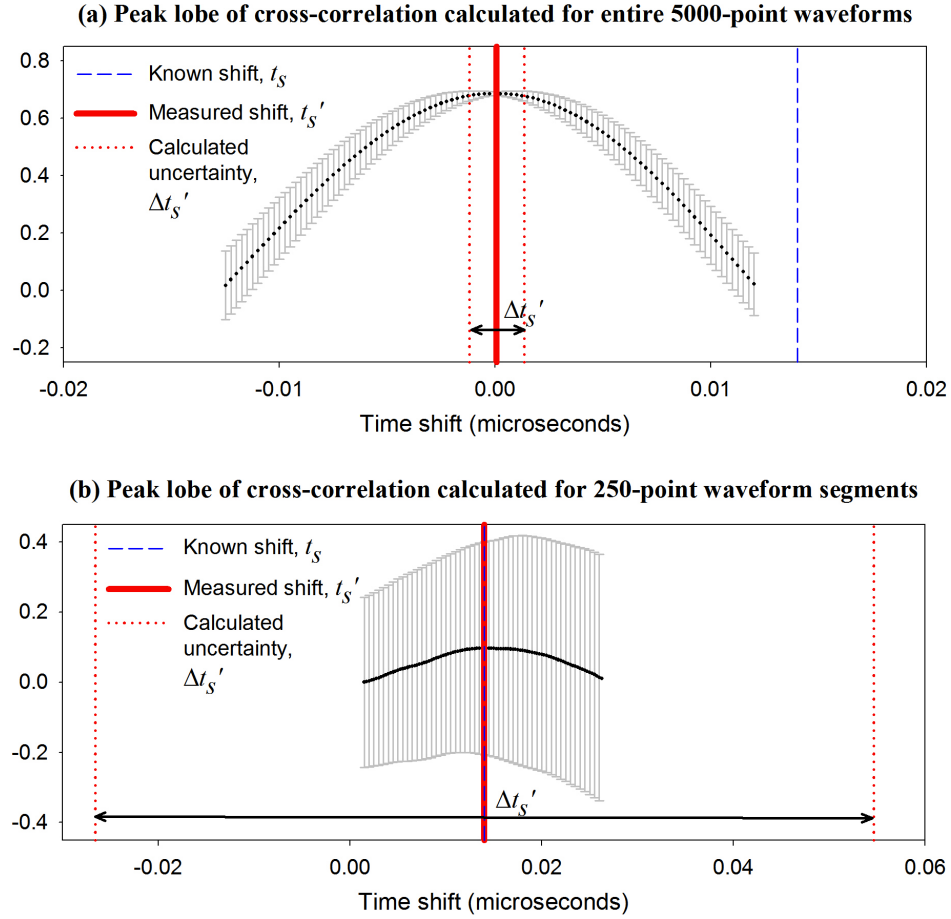 (a) Peak lobe of cross-correlation calculated for entire 5000-point waveforms
0.8
0.6
0.4
0.2
0.0
-0.2
Known shift, ts
Measured shift, ts'
Calculated
uncertainty,
Δts'
Δts'
-0.02 -0.01 0.00 0.01 0.02
Time shift (microseconds)
(b) Peak lobe of cross-correlation calculated for 250-point waveform segments
0.4
0.2
0.0
-0.2
-0.4
Known shift, ts
Measured shift, ts'
Calculated
uncertainty,
Δts'
Δts'
-0.02 0.00 0.02 0.04 0.06
Time shift (microseconds)